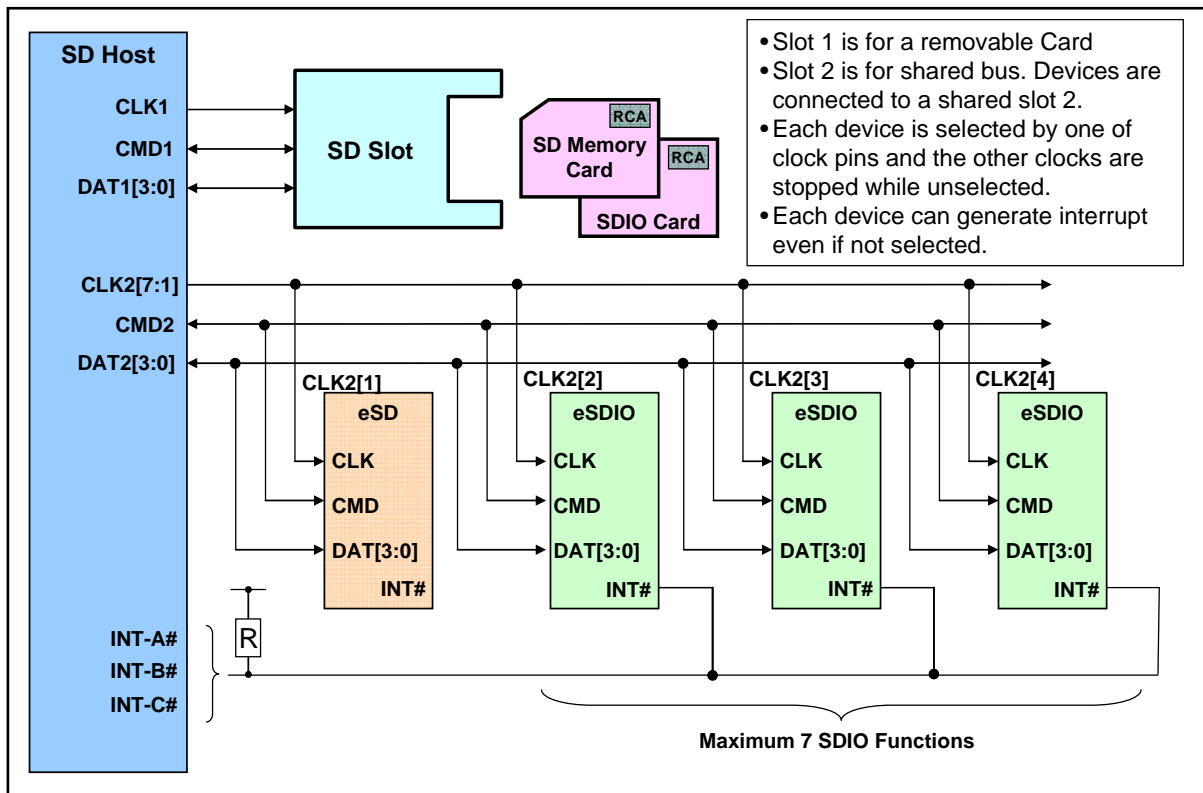 SD Host
CLK1
CMD1
DAT1[3:0]
SD Slot
RCA
SD Memory
Card
RCA
SDIO Card
•Slot 1 is for a removable Card
•Slot 2 is for shared bus. Devices are
connected to a shared slot 2.
•Each device is selected by one of
clock pins and the other clocks are
stopped while unselected.
•Each device can generate interrupt
even if not selected.
CLK2[7:1]
CMD2
DAT2[3:0]
CLK2[1]
eSD
CLK
CMD
DAT[3:0]
INT#
CLK2[2]
eSDIO
CLK
CMD
DAT[3:0]
INT#
CLK2[3]
eSDIO
CLK
CMD
DAT[3:0]
INT#
CLK2[4]
eSDIO
CLK
CMD
DAT[3:0]
INT#
R
INT-A#
INT-B#
INT-C#
Maximum 7 SDIO Functions